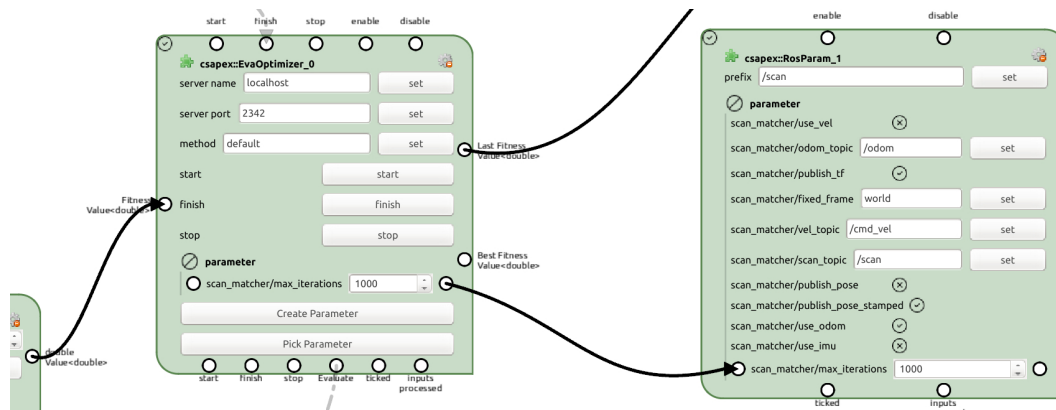 start finish stop enable disable
csapex::EvaOptimizer_0
server name localhost set
server port 2342 set
method default set
Last Fitness
Value<double>
start start
Fitness
Value<double>
finish finish
stop stop
Best Fitness
Value<double>
parameter
scan_matcher/max_iterations 1000
Create Parameter
Pick Parameter
double
Value<double>
start finish stop Evaluate ticked inputs
processed
enable disable
csapex::RosParam_1
prefix /scan set
parameter
scan_matcher/use_vel
scan_matcher/odom_topic /odom set
scan_matcher/publish_tf
scan_matcher/fixed_frame world set
scan_matcher/vel_topic /cmd_vel set
scan_matcher/scan_topic /scan set
scan_matcher/publish_pose
scan_matcher/publish_pose_stamped
scan_matcher/use_odom
scan_matcher/use_imu
scan_matcher/max_iterations 1000
ticked inputs